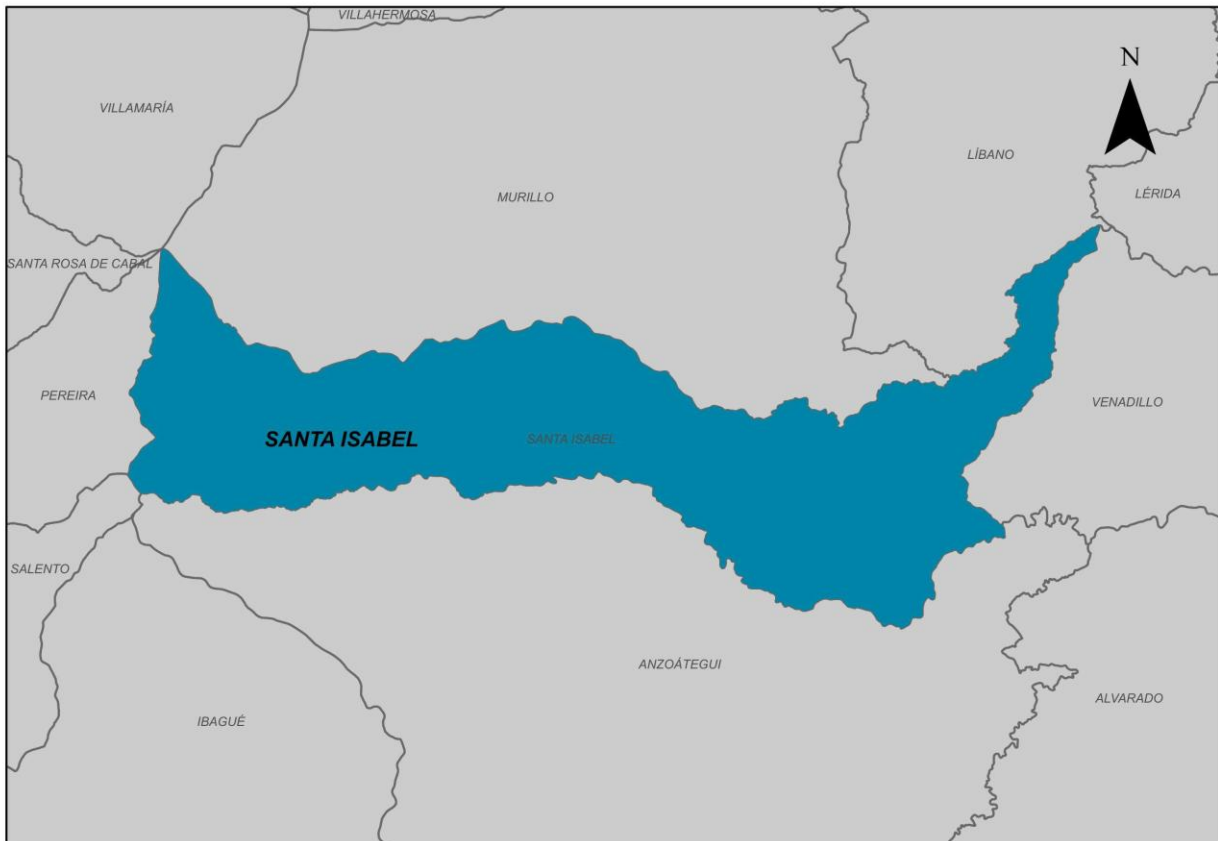 VILLAHERMOSA
N
VILLAMARÍA
LÍBANO
MURILLO
LÉRIDA
SANTA ROSA DE CABAL
PEREIRA
VENADILLO
SANTA ISABEL
SANTA ISABEL
SALENTO
ANZOÁTEGUI
ALVARADO
IBAGUÉ